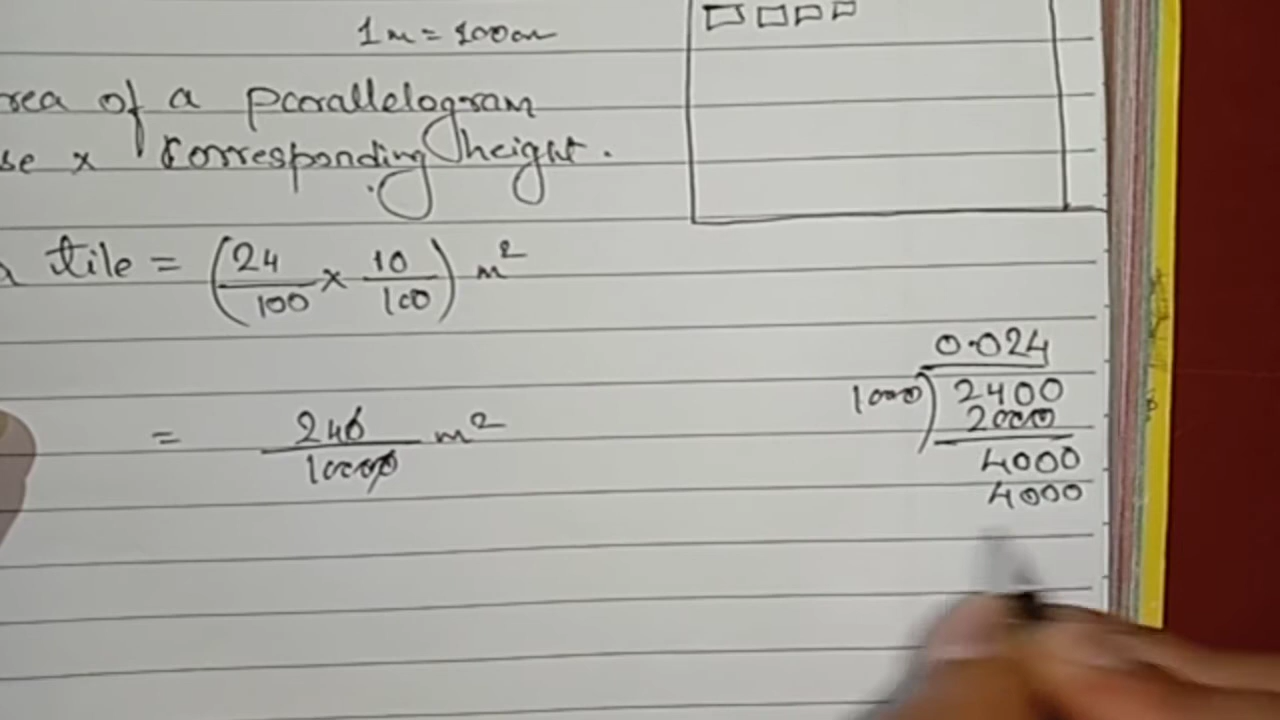 1m = 100cm
rea of a parallelogram
se x corresponding height.
tile = (24/100 x 10/100) m²
= 240/10000 m²
0.024
1000)2400
2000
4000
4000